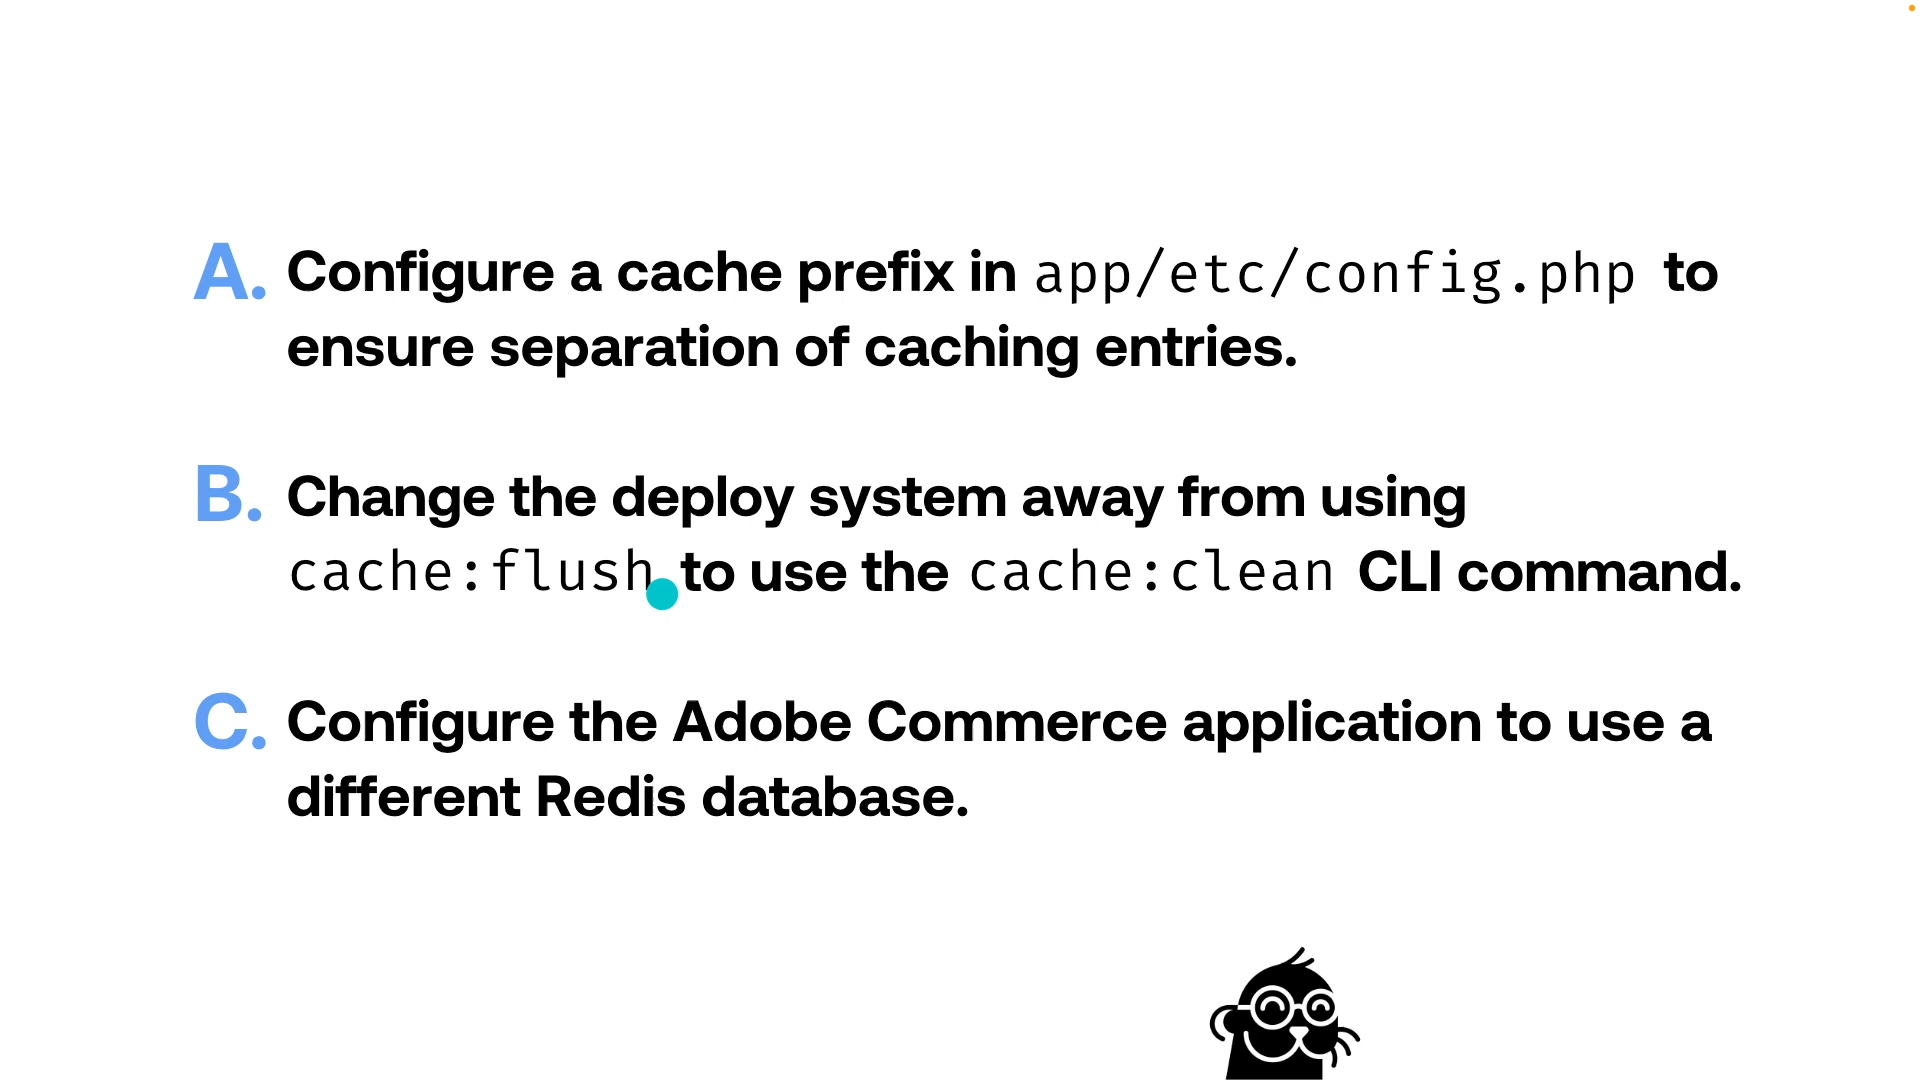 A. Configure a cache prefix in app/etc/config.php to
ensure separation of caching entries.
B. Change the deploy system away from using
cache:flush to use the cache:clean CLI command.
C. Configure the Adobe Commerce application to use a
different Redis database.